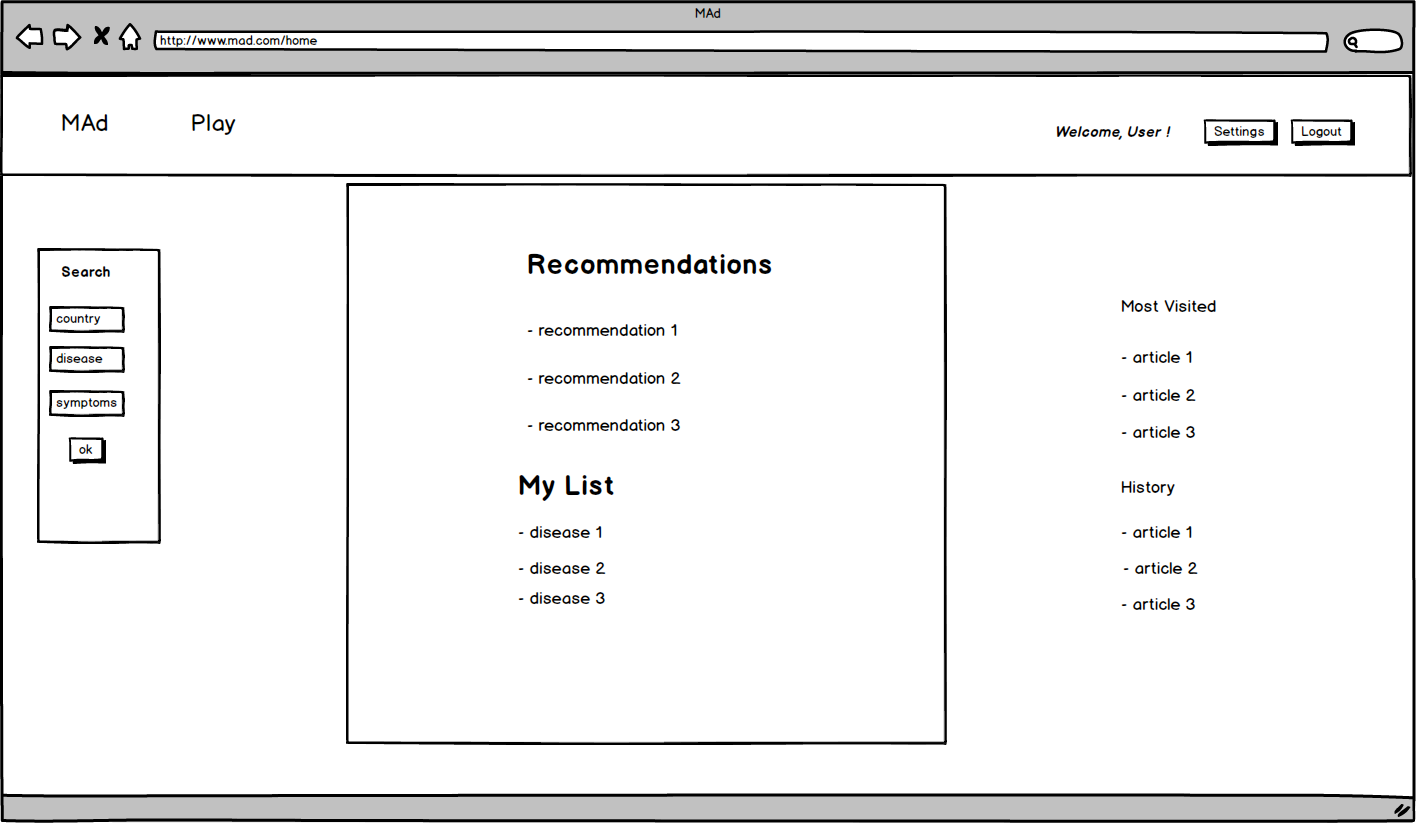 MAd
http://www.mad.com/home
MAd
Play
Welcome, User !
Settings
Logout
Search
country
disease
symptoms
ok
Recommendations
- recommendation 1
- recommendation 2
- recommendation 3
My List
- disease 1
- disease 2
- disease 3
Most Visited
- article 1
- article 2
- article 3
History
- article 1
- article 2
- article 3